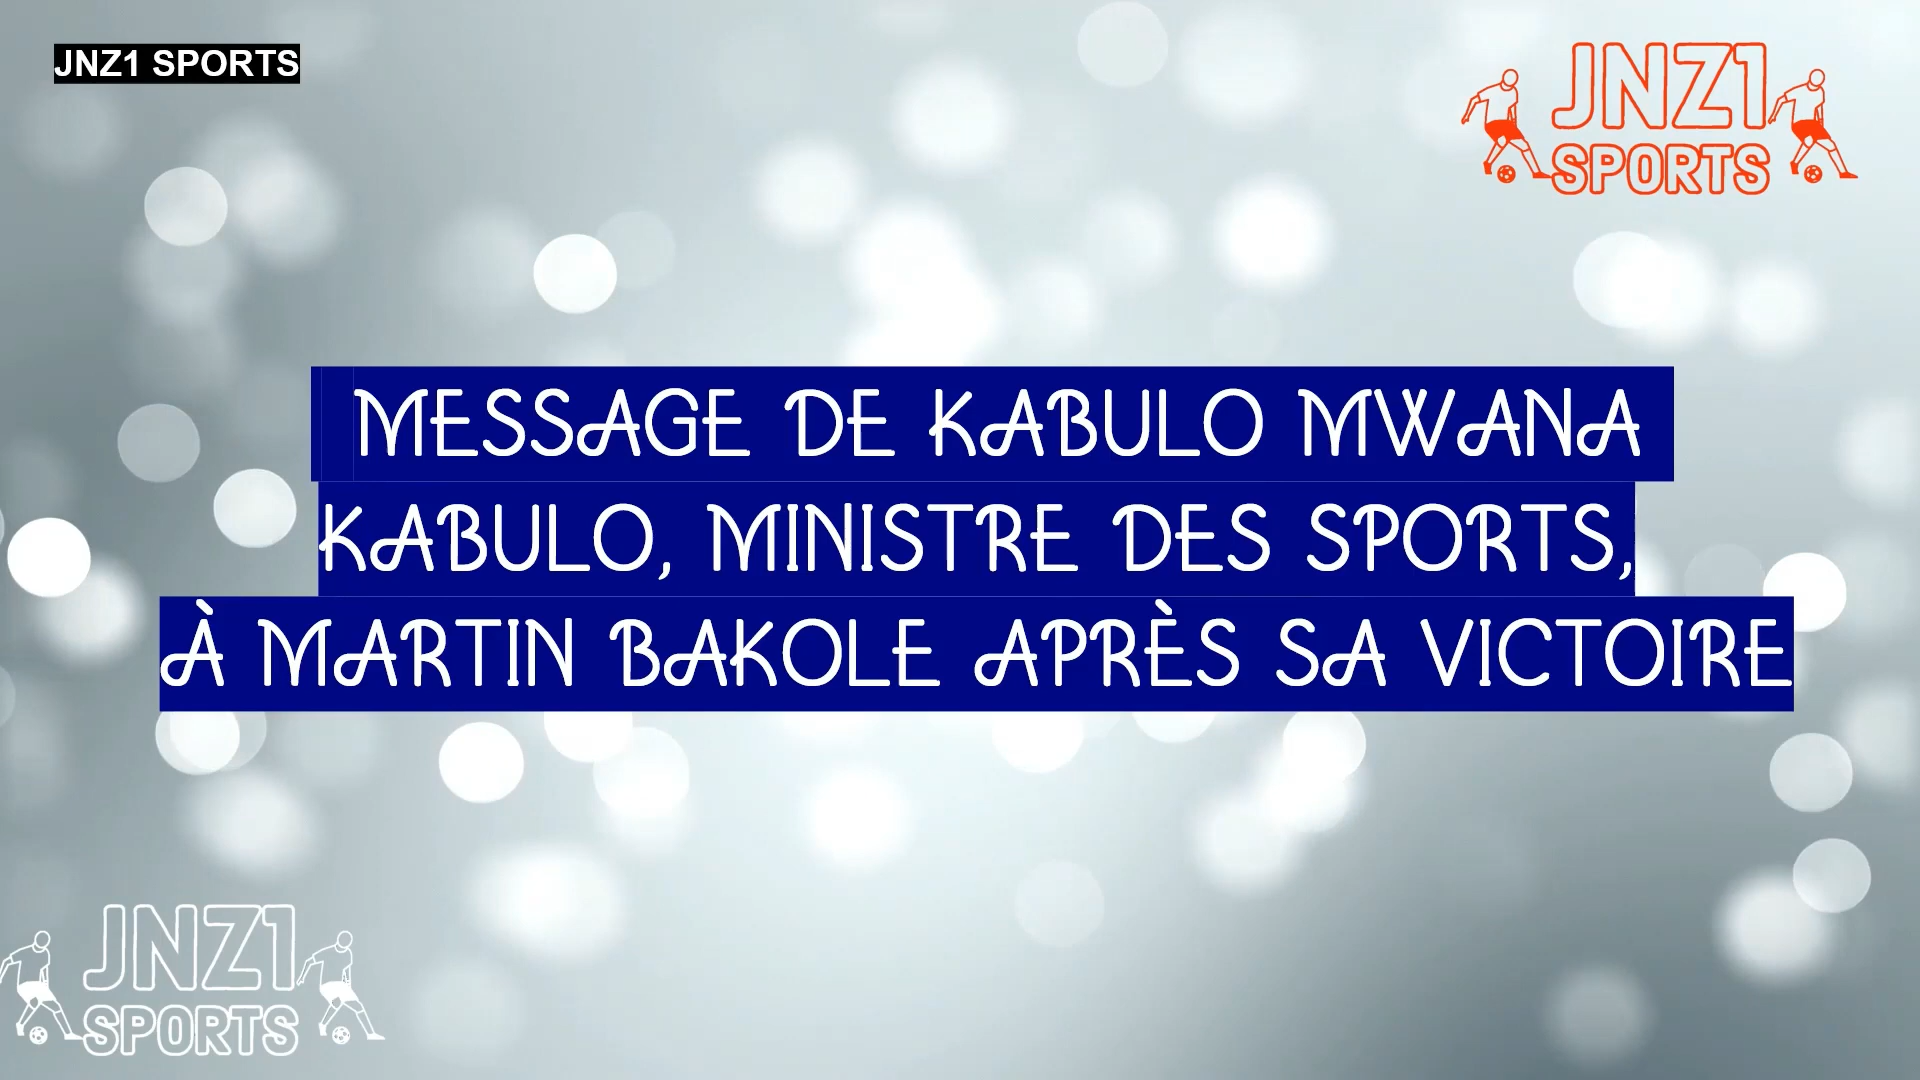 JNZ1 SPORTS
JNZ1
SPORTS
MESSAGE DE KABULO MWANA
KABULO, MINISTRE DES SPORTS,
À MARTIN BAKOLE APRÈS SA VICTOIRE
JNZ1
SPORTS